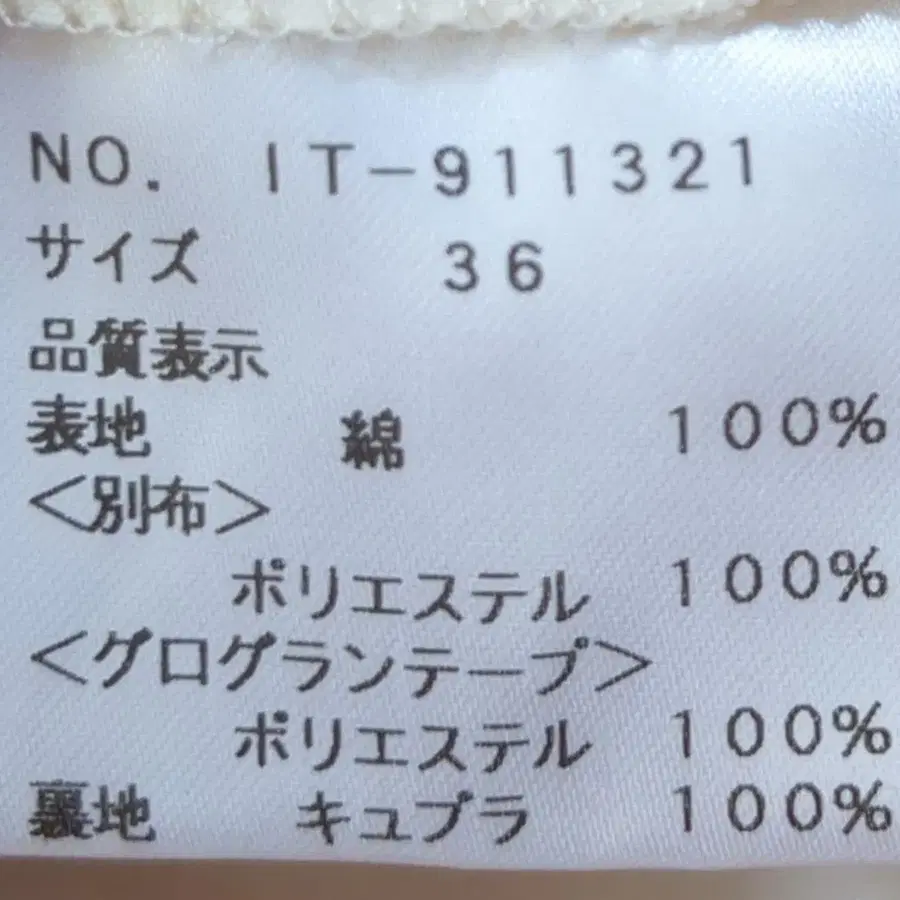 NO. IT-911321
サイズ 36
品質表示
表地 綿 100%
<別布>
ポリエステル 100%
<グログランテープ>
ポリエステル 100%
裏地 キュプラ 100%